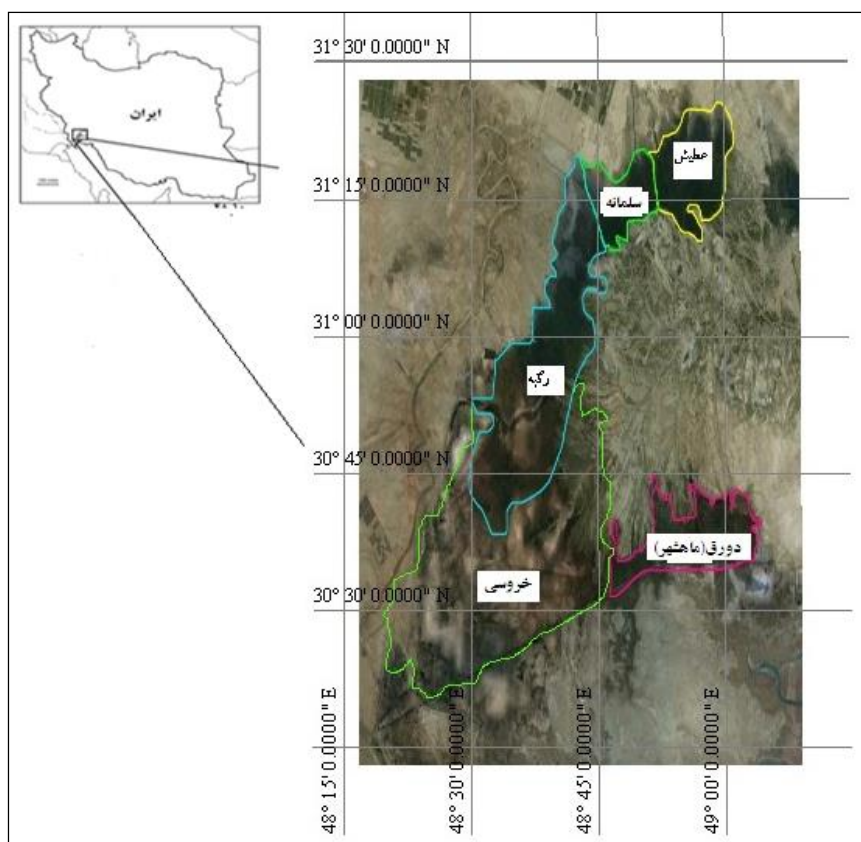 ایران
31° 30' 0.0000" N
عطیش
31° 15' 0.0000" N
سلمانه
31° 00' 0.0000" N
رگبه
30° 45' 0.0000" N
دورق(ماهشهر)
خروسی
30° 30' 0.0000" N
48° 15' 0.0000" E
48° 30' 0.0000" E
48° 45' 0.0000" E
49° 00' 0.0000" E